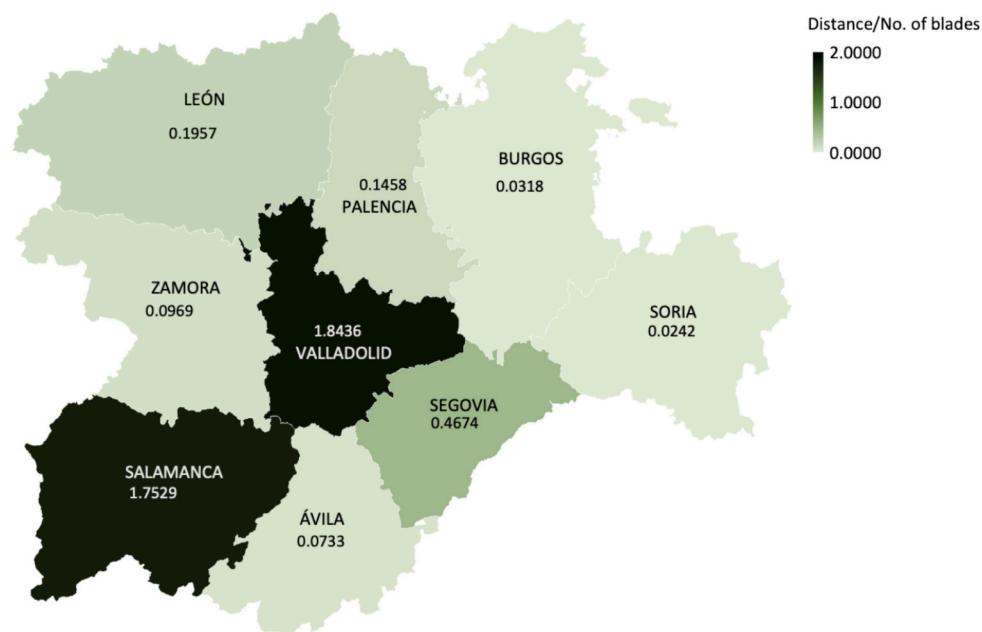 Distance/No. of blades
2.0000
1.0000
0.0000
LEÓN
0.1957
0.1458
PALENCIA
BURGOS
0.0318
ZAMORA
0.0969
1.8436
VALLADOLID
SORIA
0.0242
SEGOVIA
0.4674
SALAMANCA
1.7529
ÁVILA
0.0733